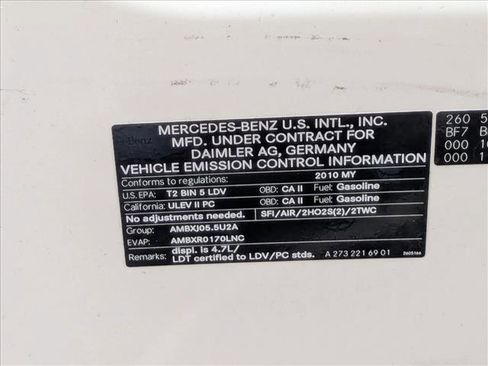 MERCEDES-BENZ U.S. INTL., INC.
MFD. UNDER CONTRACT FOR
DAIMLER AG, GERMANY
VEHICLE EMISSION CONTROL INFORMATION
Conforms to regulations: 2010 MY
U.S. EPA: T2 BIN 5 LDV OBD: CA II Fuel: Gasoline
California: ULEV II PC OBD: CA II Fuel: Gasoline
No adjustments needed. SFI/AIR/2HO2S(2)/2TWC
Group: AMBXJ05.5U2A
EVAP: AMBXR0170LNC
Remarks: displ. is 4.7L/
LDT certified to LDV/PC stds. A 273 221 69 01
260 5
BF7
000 1
000 1